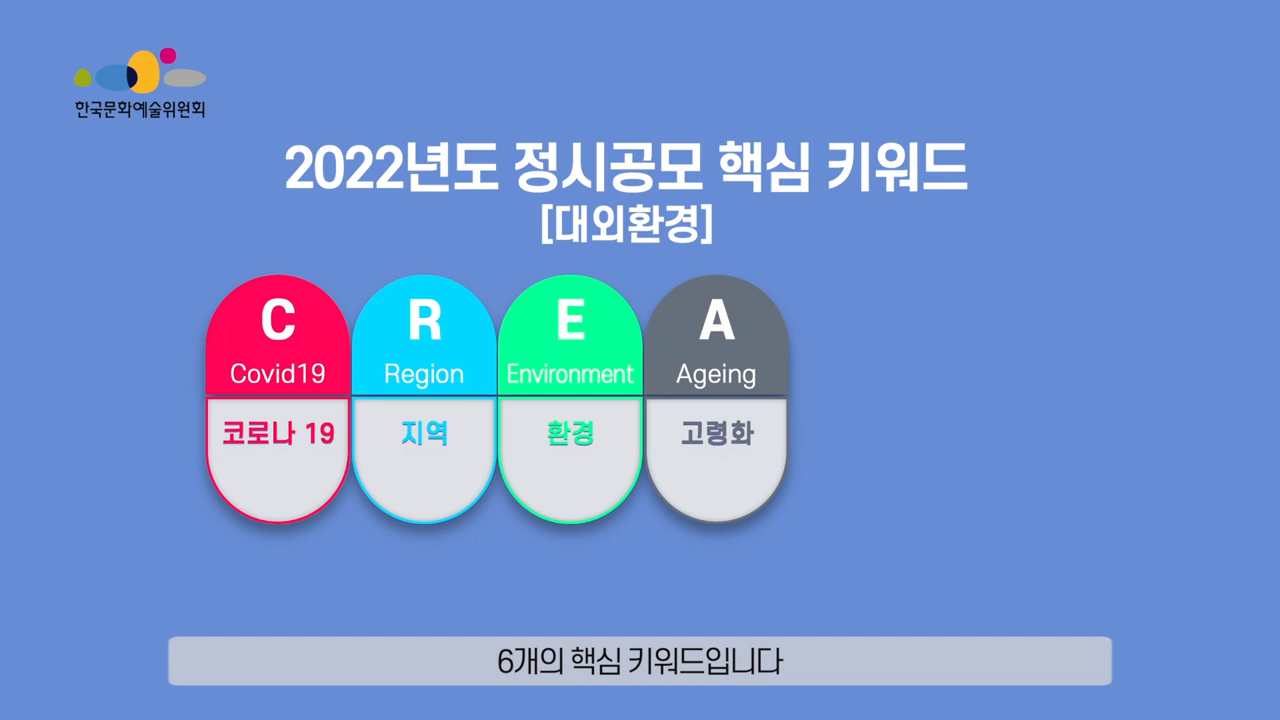 한국문화예술위원회
2022년도 정시공모 핵심 키워드
[대외환경]
C
Covid19
코로나 19
R
Region
지역
E
Environment
환경
A
Ageing
고령화
6개의 핵심 키워드입니다